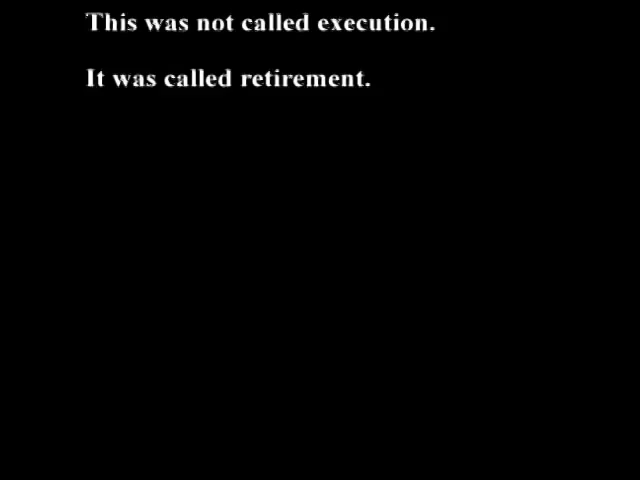 This was not called execution.
It was called retirement.